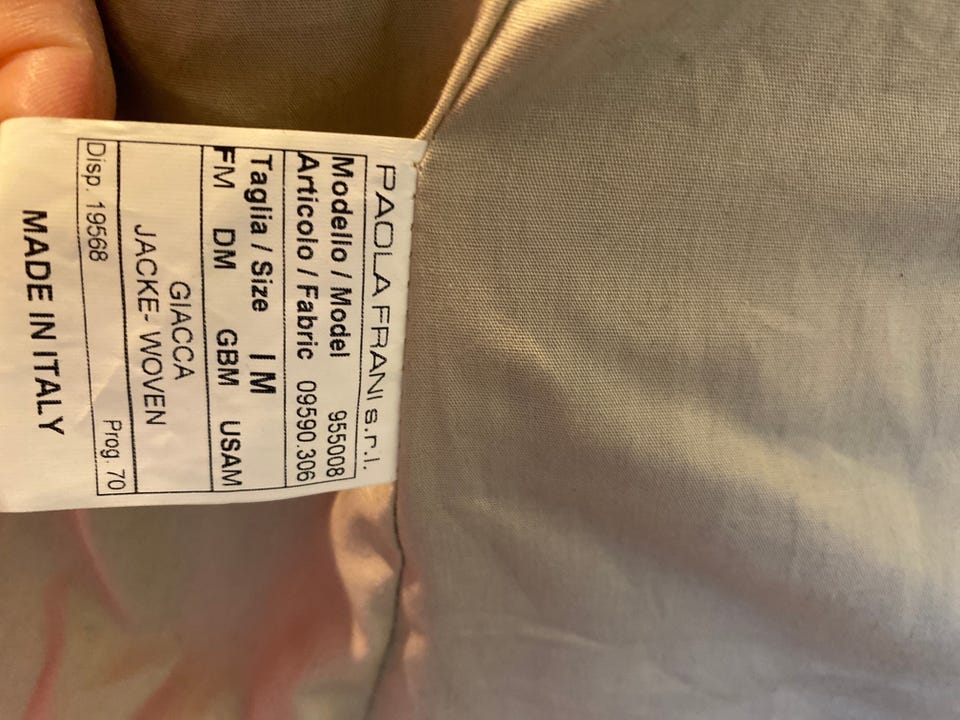 PAOLA FRANI s.r.l.
Modello / Model 955008
Articolo / Fabric 09590.306
Taglia / Size I M
FM DM GBM USAM
GIACCA
JACKE- WOVEN
Disp. 19568 Prog. 70
MADE IN ITALY